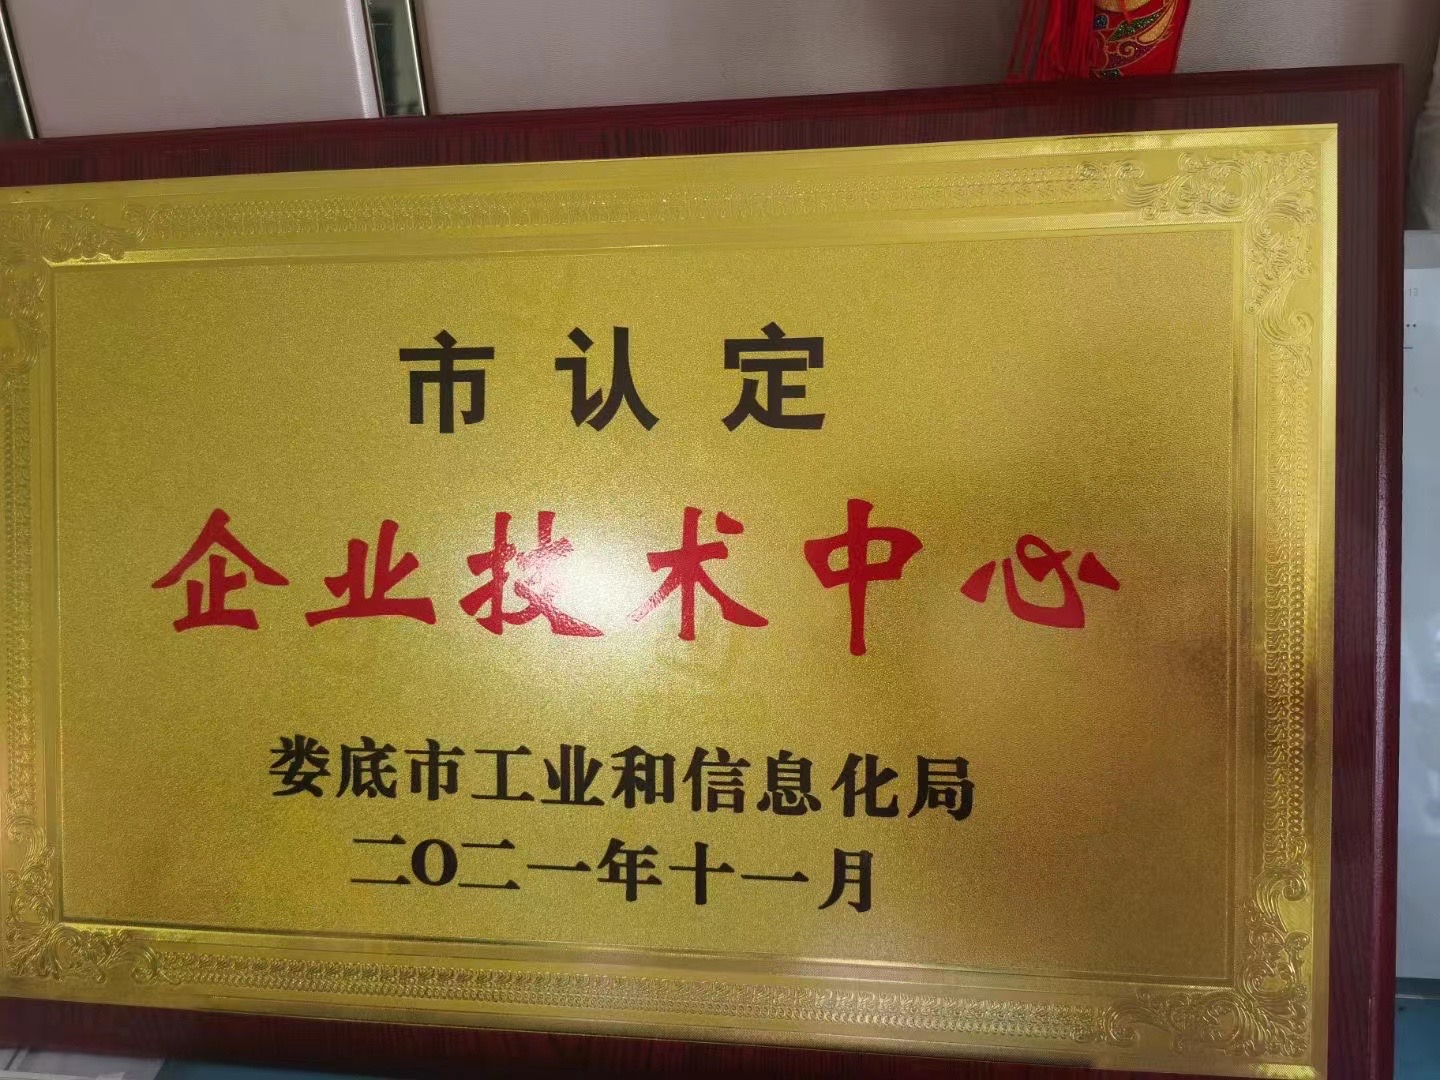 市认定
企业技术中心
娄底市工业和信息化局
二O二一年十一月